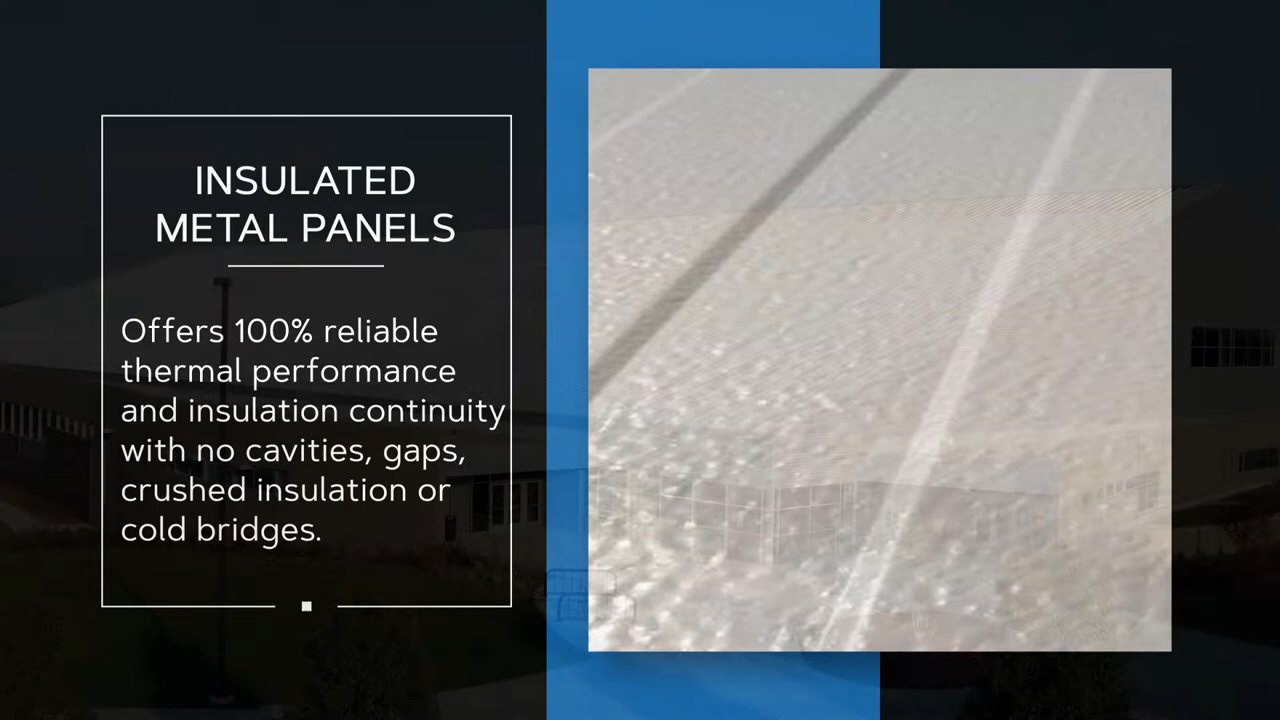 INSULATED
METAL PANELS
Offers 100% reliable
thermal performance
and insulation continuity
with no cavities, gaps,
crushed insulation or
cold bridges.